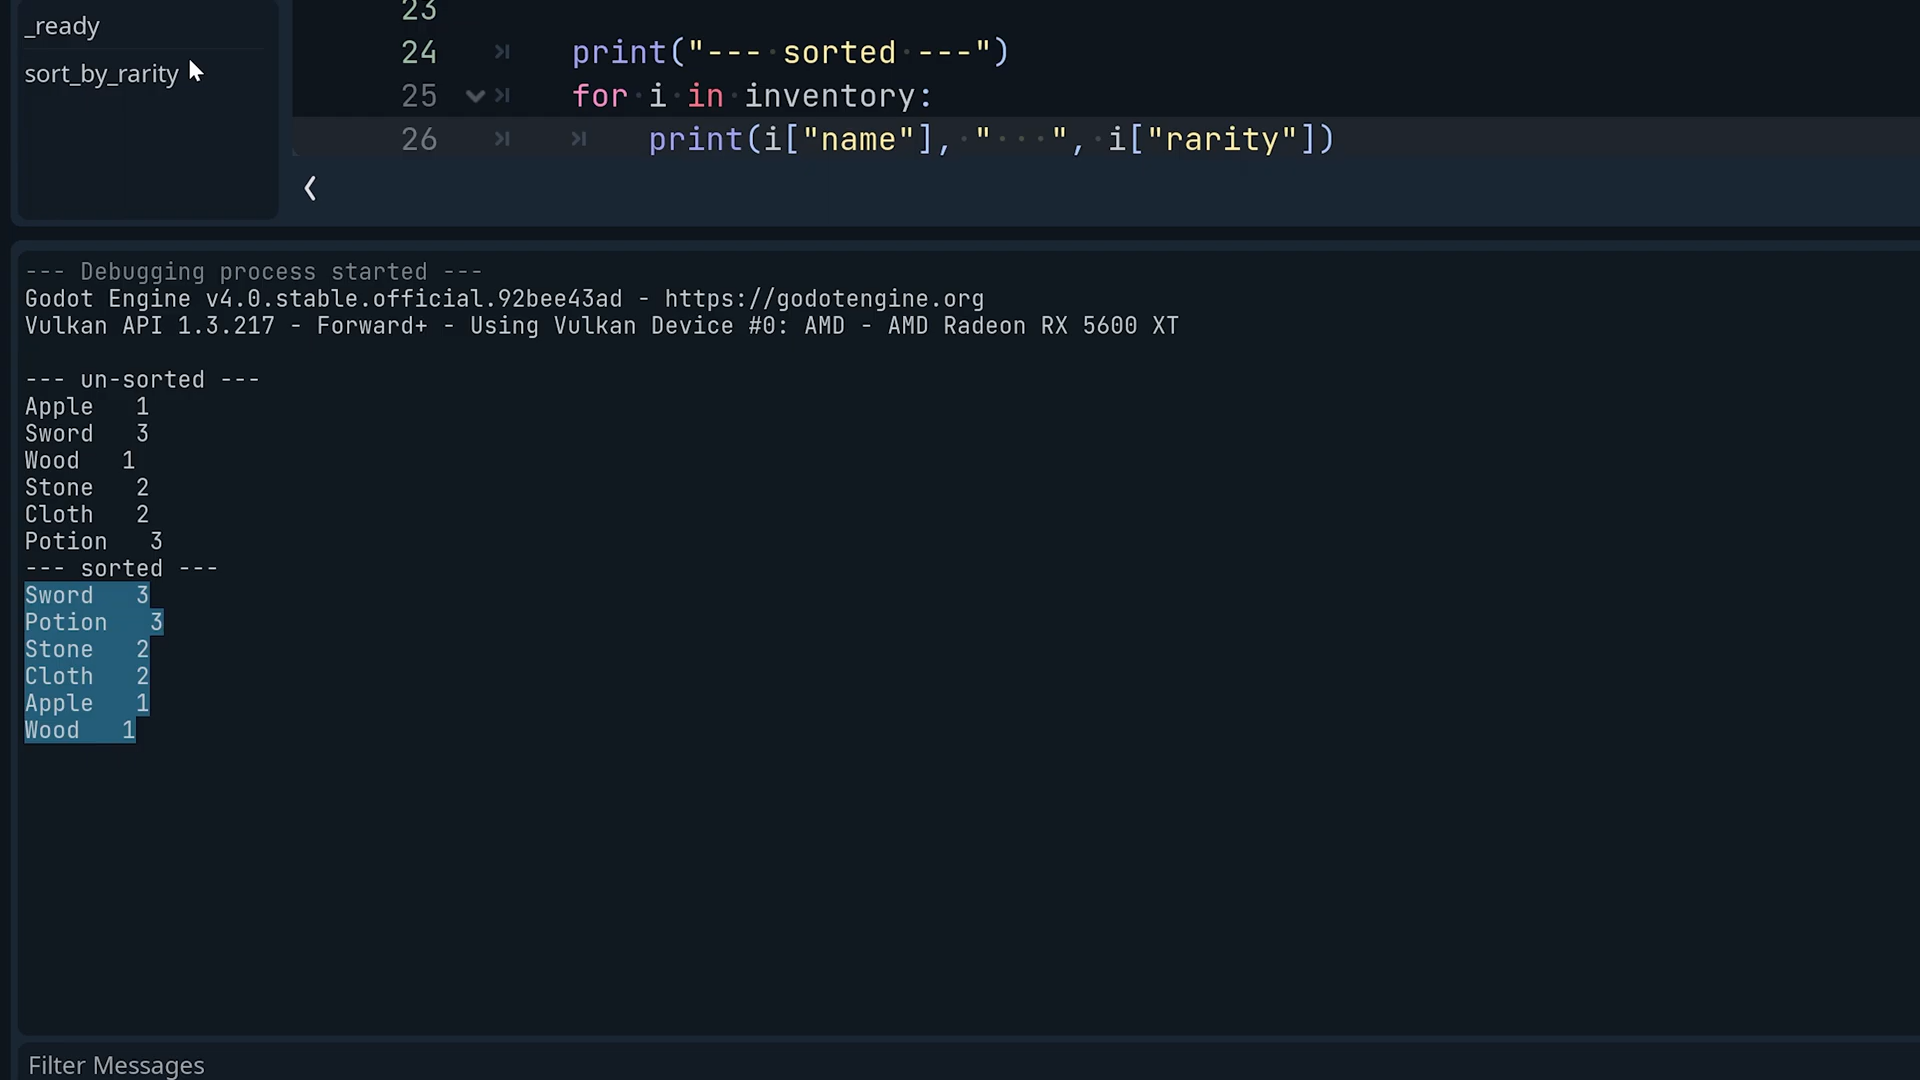 _ready
sort_by_rarity
23
24 print("--- sorted ---")
25 for i in inventory:
26 print(i["name"], "   ", i["rarity"])
--- Debugging process started ---
Godot Engine v4.0.stable.official.92bee43ad - https://godotengine.org
Vulkan API 1.3.217 - Forward+ - Using Vulkan Device #0: AMD - AMD Radeon RX 5600 XT
--- un-sorted ---
Apple   1
Sword   3
Wood   1
Stone   2
Cloth   2
Potion   3
--- sorted ---
Sword   3
Potion   3
Stone   2
Cloth   2
Apple   1
Wood   1
Filter Messages